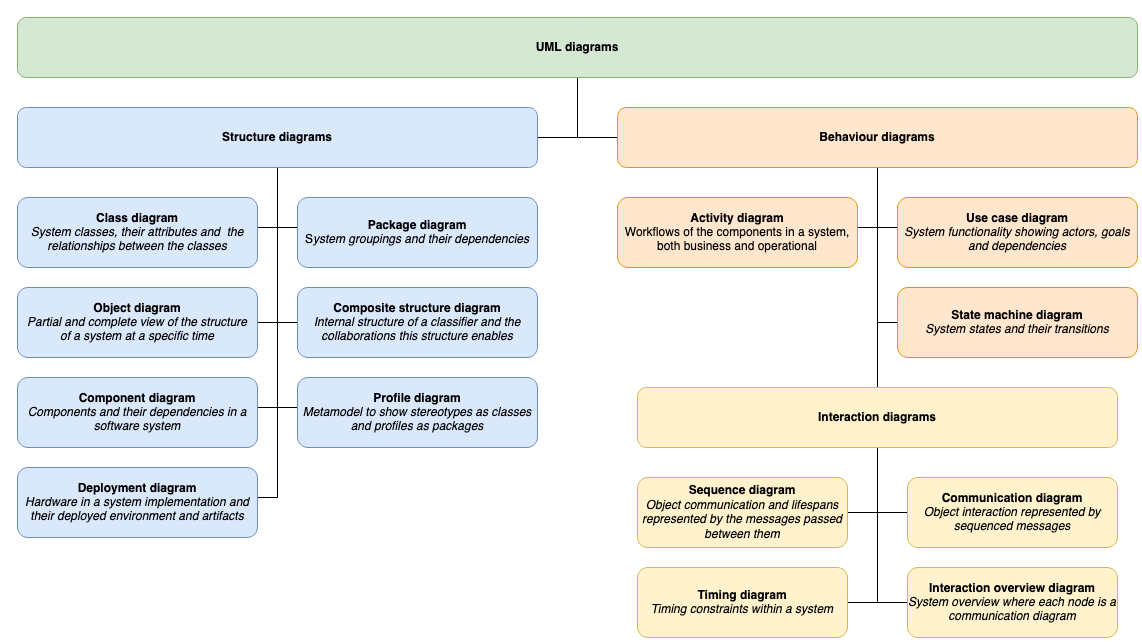 UML diagrams
Structure diagrams
Behaviour diagrams
Class diagram
System classes, their attributes and the
relationships between the classes
Package diagram
System groupings and their dependencies
Activity diagram
Workflows of the components in a system,
both business and operational
Use case diagram
System functionality showing actors, goals
and dependencies
Object diagram
Partial and complete view of the structure
of a system at a specific time
Composite structure diagram
Internal structure of a classifier and the
collaborations this structure enables
State machine diagram
System states and their transitions
Component diagram
Components and their dependencies in a
software system
Profile diagram
Metamodel to show stereotypes as classes
and profiles as packages
Interaction diagrams
Deployment diagram
Hardware in a system implementation and
their deployed environment and artifacts
Sequence diagram
Object communication and lifespans
represented by the messages passed
between them
Communication diagram
Object interaction represented by
sequenced messages
Timing diagram
Timing constraints within a system
Interaction overview diagram
System overview where each node is a
communication diagram